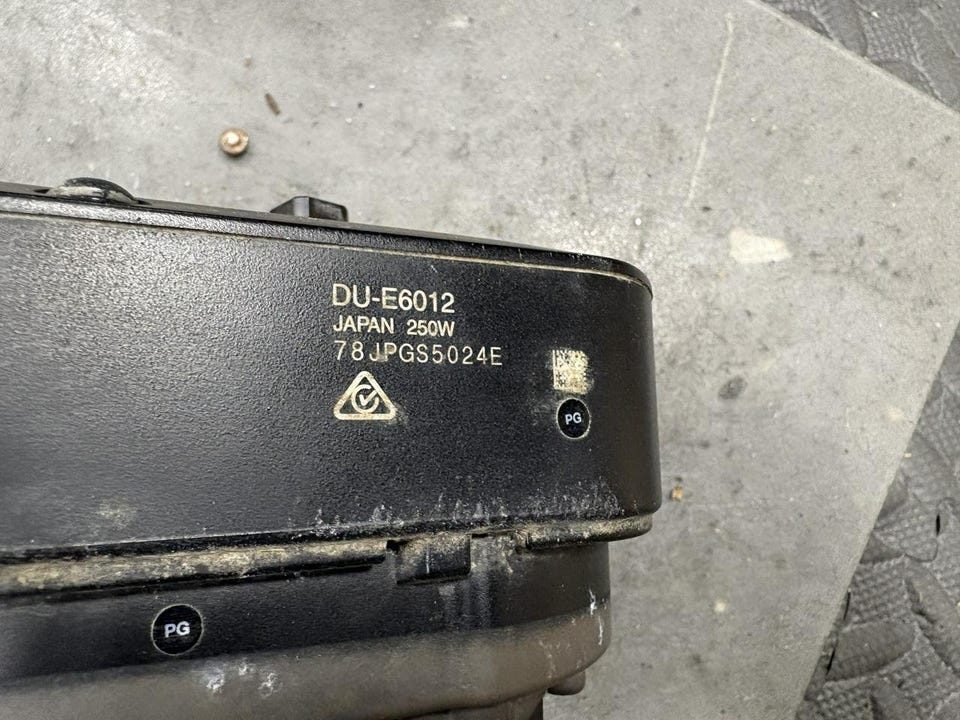 DU-E6012
JAPAN 250W
78JPGS5024E
PG
PG